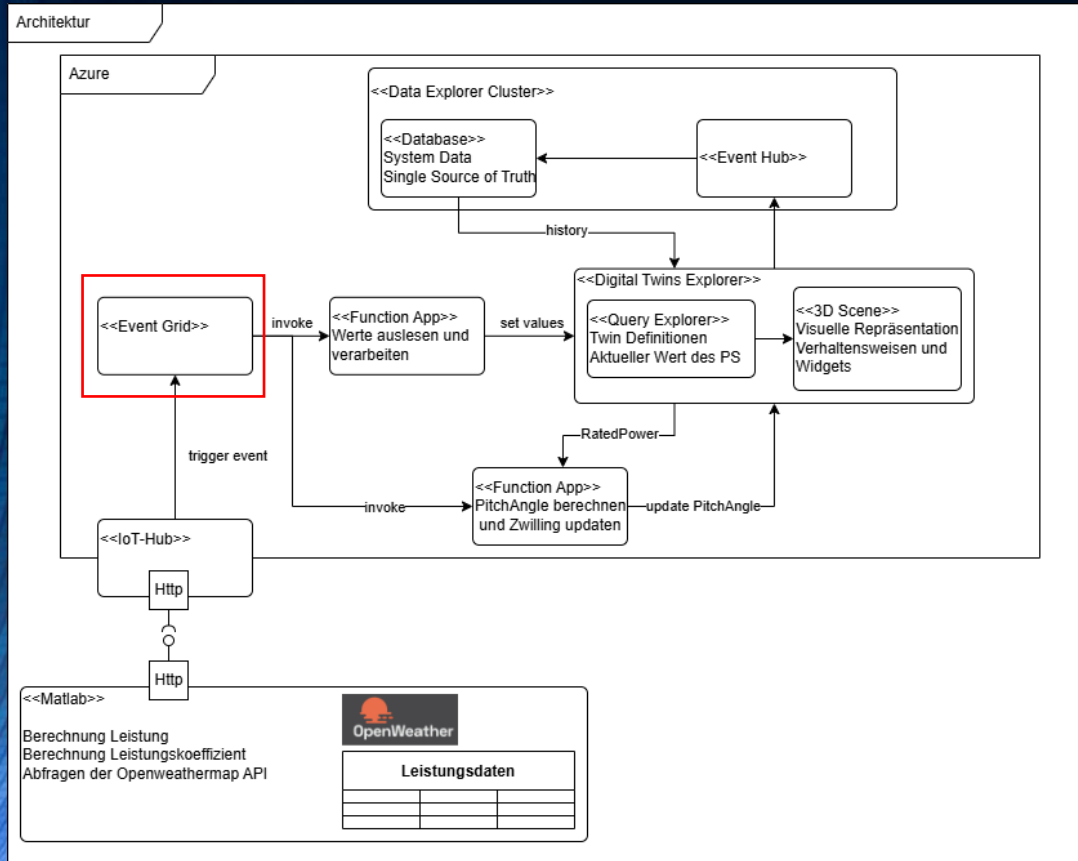 Architektur
Azure
<<Data Explorer Cluster>>
<<Database>>
System Data
Single Source of Truth
<<Event Hub>>
history
<<Digital Twins Explorer>>
<<Event Grid>>
invoke
<<Function App>>
Werte auslesen und
verarbeiten
set values
<<Query Explorer>>
Twin Definitionen
Aktueller Wert des PS
<<3D Scene>>
Visuelle Repräsentation
Verhaltensweisen und
Widgets
RatedPower
trigger event
<<Function App>>
PitchAngle berechnen
und Zwilling updaten
invoke
update PitchAngle
<<IoT-Hub>>
Http
Http
<<Matlab>>
Berechnung Leistung
Berechnung Leistungskoeffizient
Abfragen der Openweathermap API
OpenWeather
Leistungsdaten